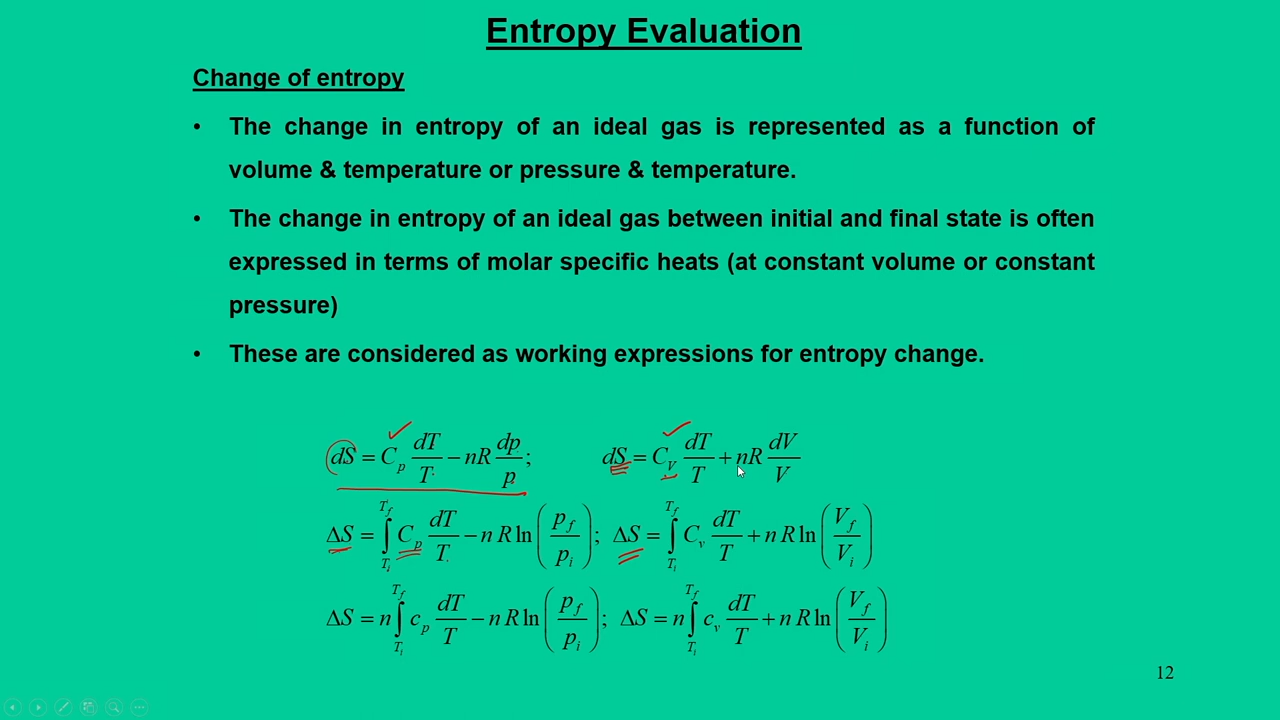 Entropy Evaluation
Change of entropy
• The change in entropy of an ideal gas is represented as a function of
volume & temperature or pressure & temperature.
• The change in entropy of an ideal gas between initial and final state is often
expressed in terms of molar specific heats (at constant volume or constant
pressure)
• These are considered as working expressions for entropy change.
dS = C_p dT/T − nR dp/p; dS = C_V dT/T + nR dV/V
ΔS = ∫_{T_i}^{T_f} C_p dT/T − n R ln(p_f/p_i); ΔS = ∫_{T_i}^{T_f} C_v dT/T + n R ln(V_f/V_i)
ΔS = n∫_{T_i}^{T_f} c_p dT/T − n R ln(p_f/p_i); ΔS = n∫_{T_i}^{T_f} c_v dT/T + n R ln(V_f/V_i)
12